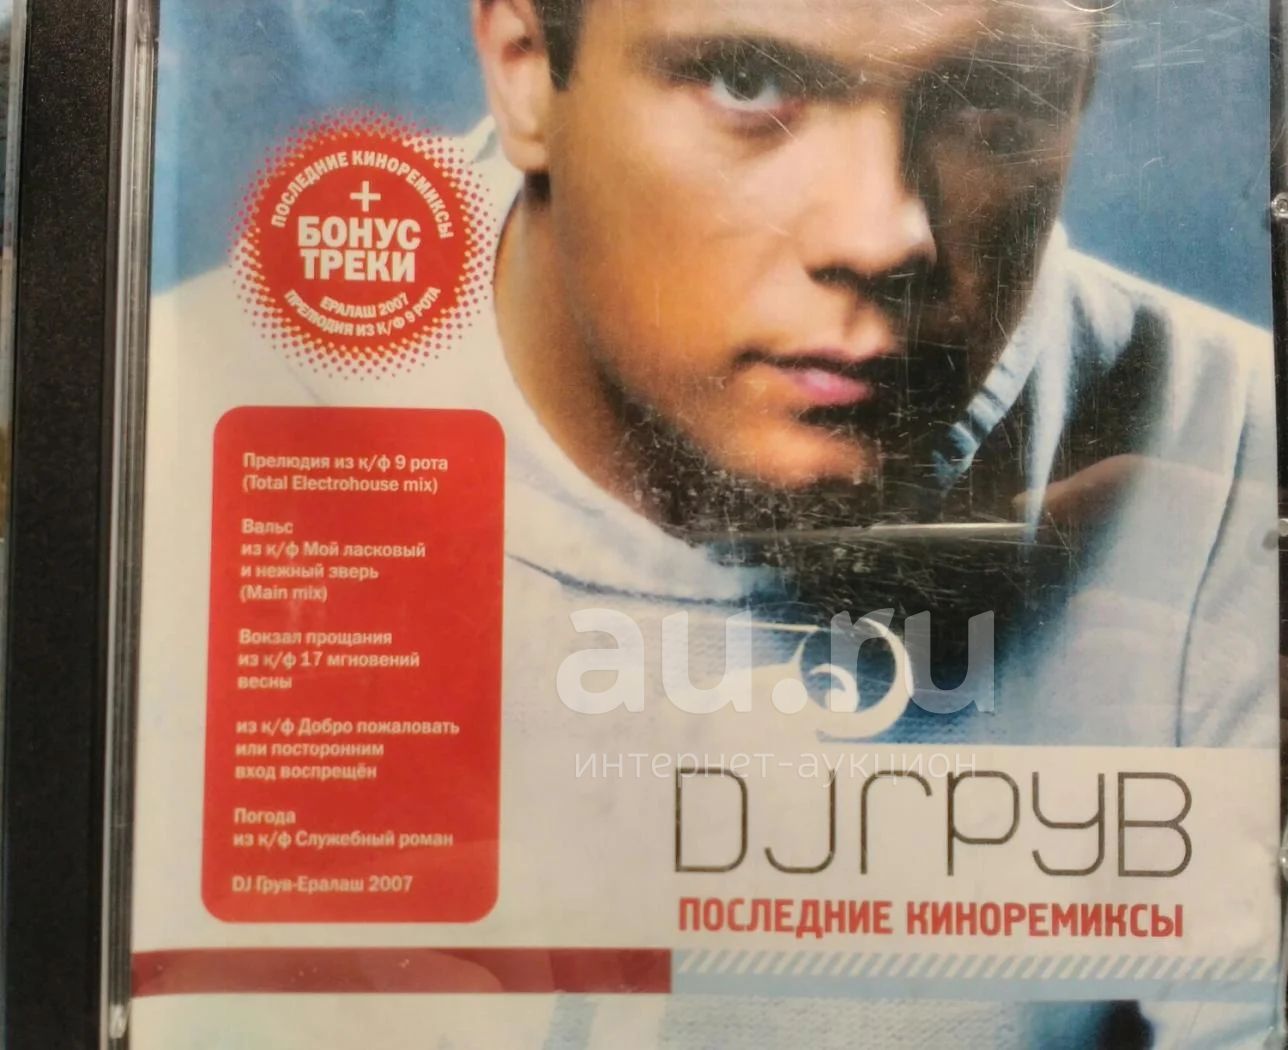 ПОСЛЕДНИЕ КИНОРЕМИКСЫ
+
БОНУС
ТРЕКИ
ЕРАЛАШ 2007
ПРЕЛЮДИЯ ИЗ К/Ф 9 РОТА
Прелюдия из к/ф 9 рота
(Total Electrohouse mix)
Вальс
из к/ф Мой ласковый
и нежный зверь
(Main mix)
Вокзал прощания
из к/ф 17 мгновений
весны
из к/ф Добро пожаловать
или посторонним
вход воспрещён
Погода
из к/ф Служебный роман
DJ Грув-Ералаш 2007
au.ru
интернет-аукцион
DJ ГРУВ
ПОСЛЕДНИЕ КИНОРЕМИКСЫ